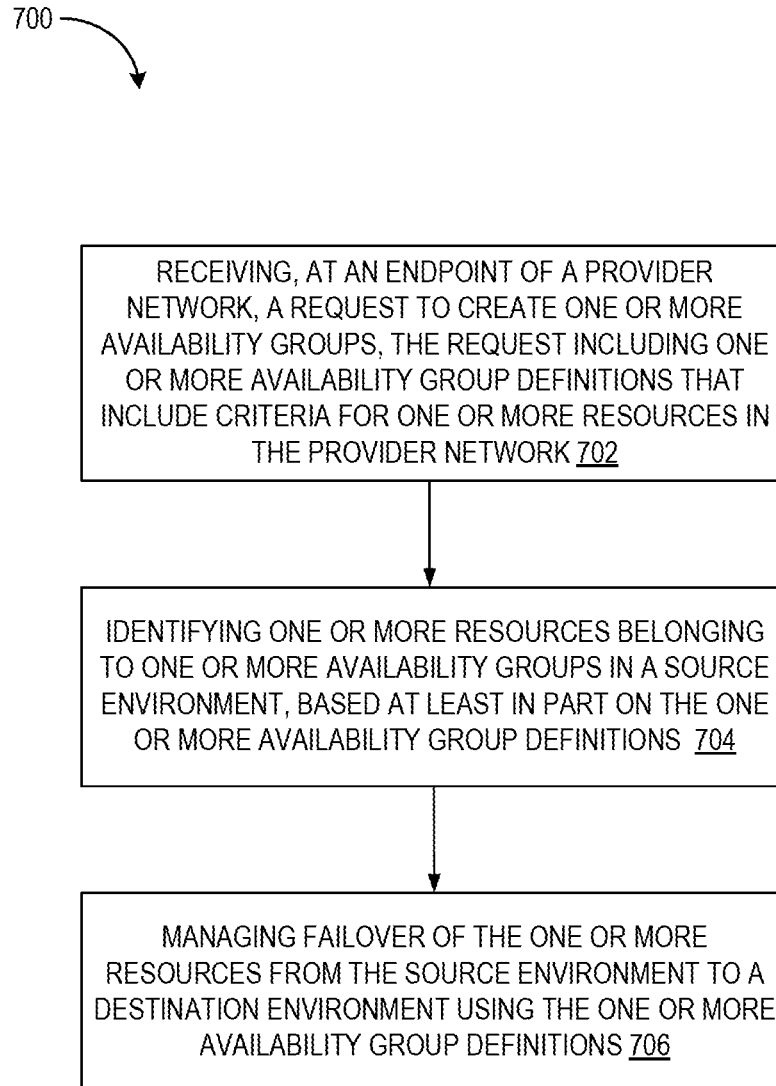 700
RECEIVING, AT AN ENDPOINT OF A PROVIDER
NETWORK, A REQUEST TO CREATE ONE OR MORE
AVAILABILITY GROUPS, THE REQUEST INCLUDING ONE
OR MORE AVAILABILITY GROUP DEFINITIONS THAT
INCLUDE CRITERIA FOR ONE OR MORE RESOURCES IN
THE PROVIDER NETWORK 702
IDENTIFYING ONE OR MORE RESOURCES BELONGING
TO ONE OR MORE AVAILABILITY GROUPS IN A SOURCE
ENVIRONMENT, BASED AT LEAST IN PART ON THE ONE
OR MORE AVAILABILITY GROUP DEFINITIONS 704
MANAGING FAILOVER OF THE ONE OR MORE
RESOURCES FROM THE SOURCE ENVIRONMENT TO A
DESTINATION ENVIRONMENT USING THE ONE OR MORE
AVAILABILITY GROUP DEFINITIONS 706